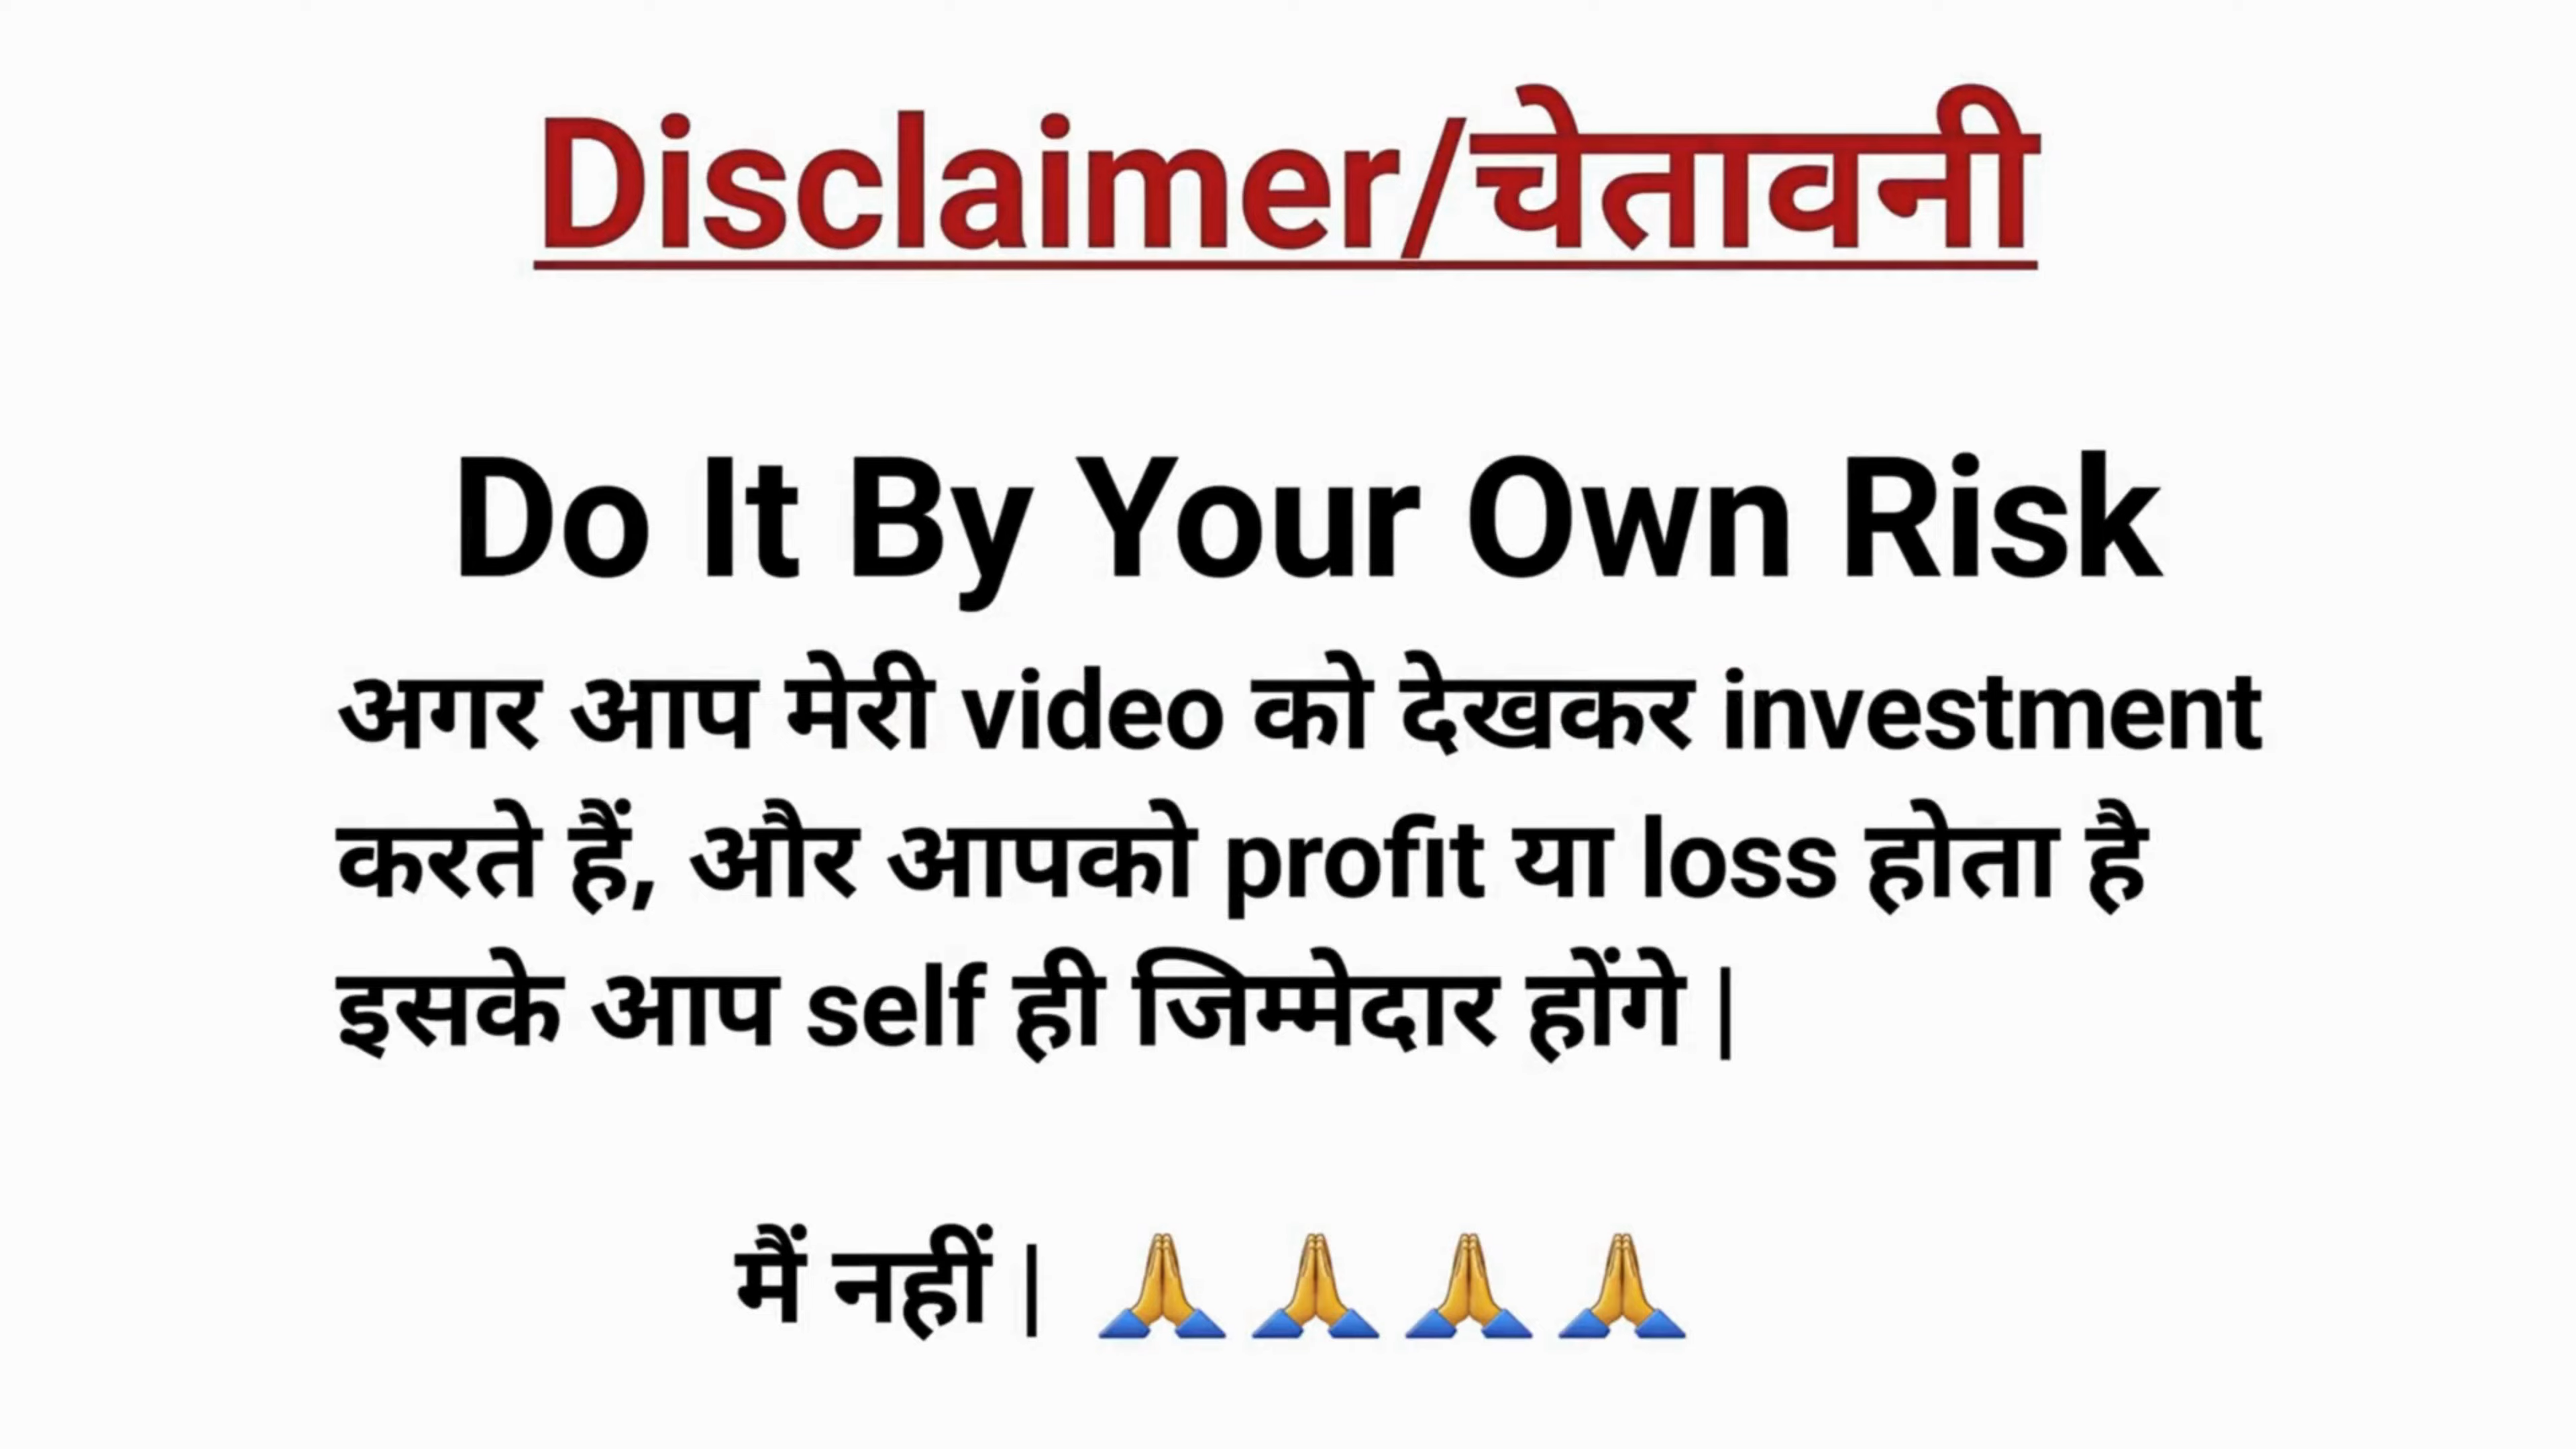 Disclaimer/चेतावनी
Do It By Your Own Risk
अगर आप मेरी video को देखकर investment
करते हैं, और आपको profit या loss होता है
इसके आप self ही जिम्मेदार होंगे |
मैं नहीं | 🙏🙏🙏🙏